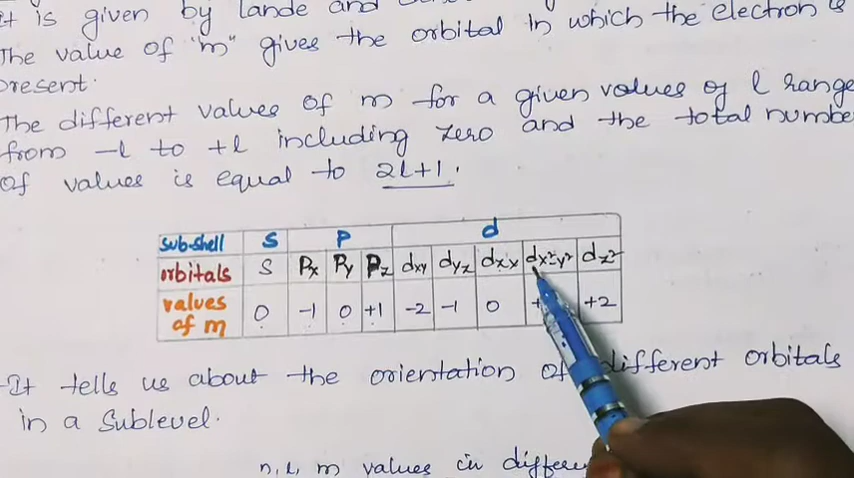 it is given by lande and
The value of "m" gives the orbital in which the electron is
present.
The different values of m for a given values of l range
from -l to +l including zero and the total number
of values is equal to 2l+1.
Sub-shell S P d
orbitals S Px Py Pz dxy dyz dzx dx²-y² dz²
values of m 0 -1 0 +1 -2 -1 0 + +2
-It tells us about the orientation of different orbitals
in a sublevel.
n, l, m values in